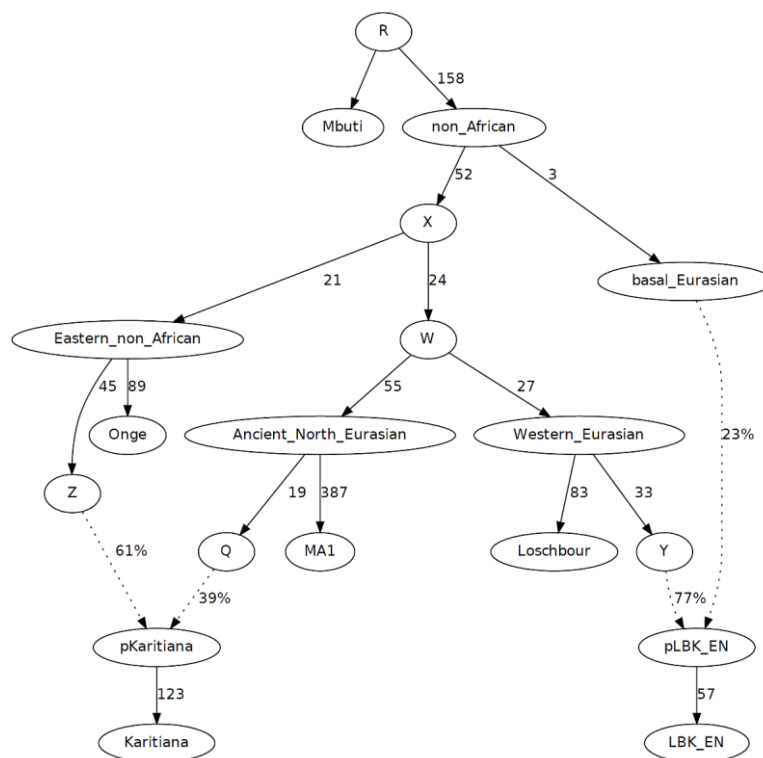 R
158
Mbuti
non_African
52
3
X
21
24
basal_Eurasian
Eastern_non_African
W
45
89
55
27
Onge
Ancient_North_Eurasian
Western_Eurasian
23%
Z
19
387
83
33
61%
Q
MA1
Loschbour
Y
39%
77%
pKaritiana
pLBK_EN
123
57
Karitiana
LBK_EN